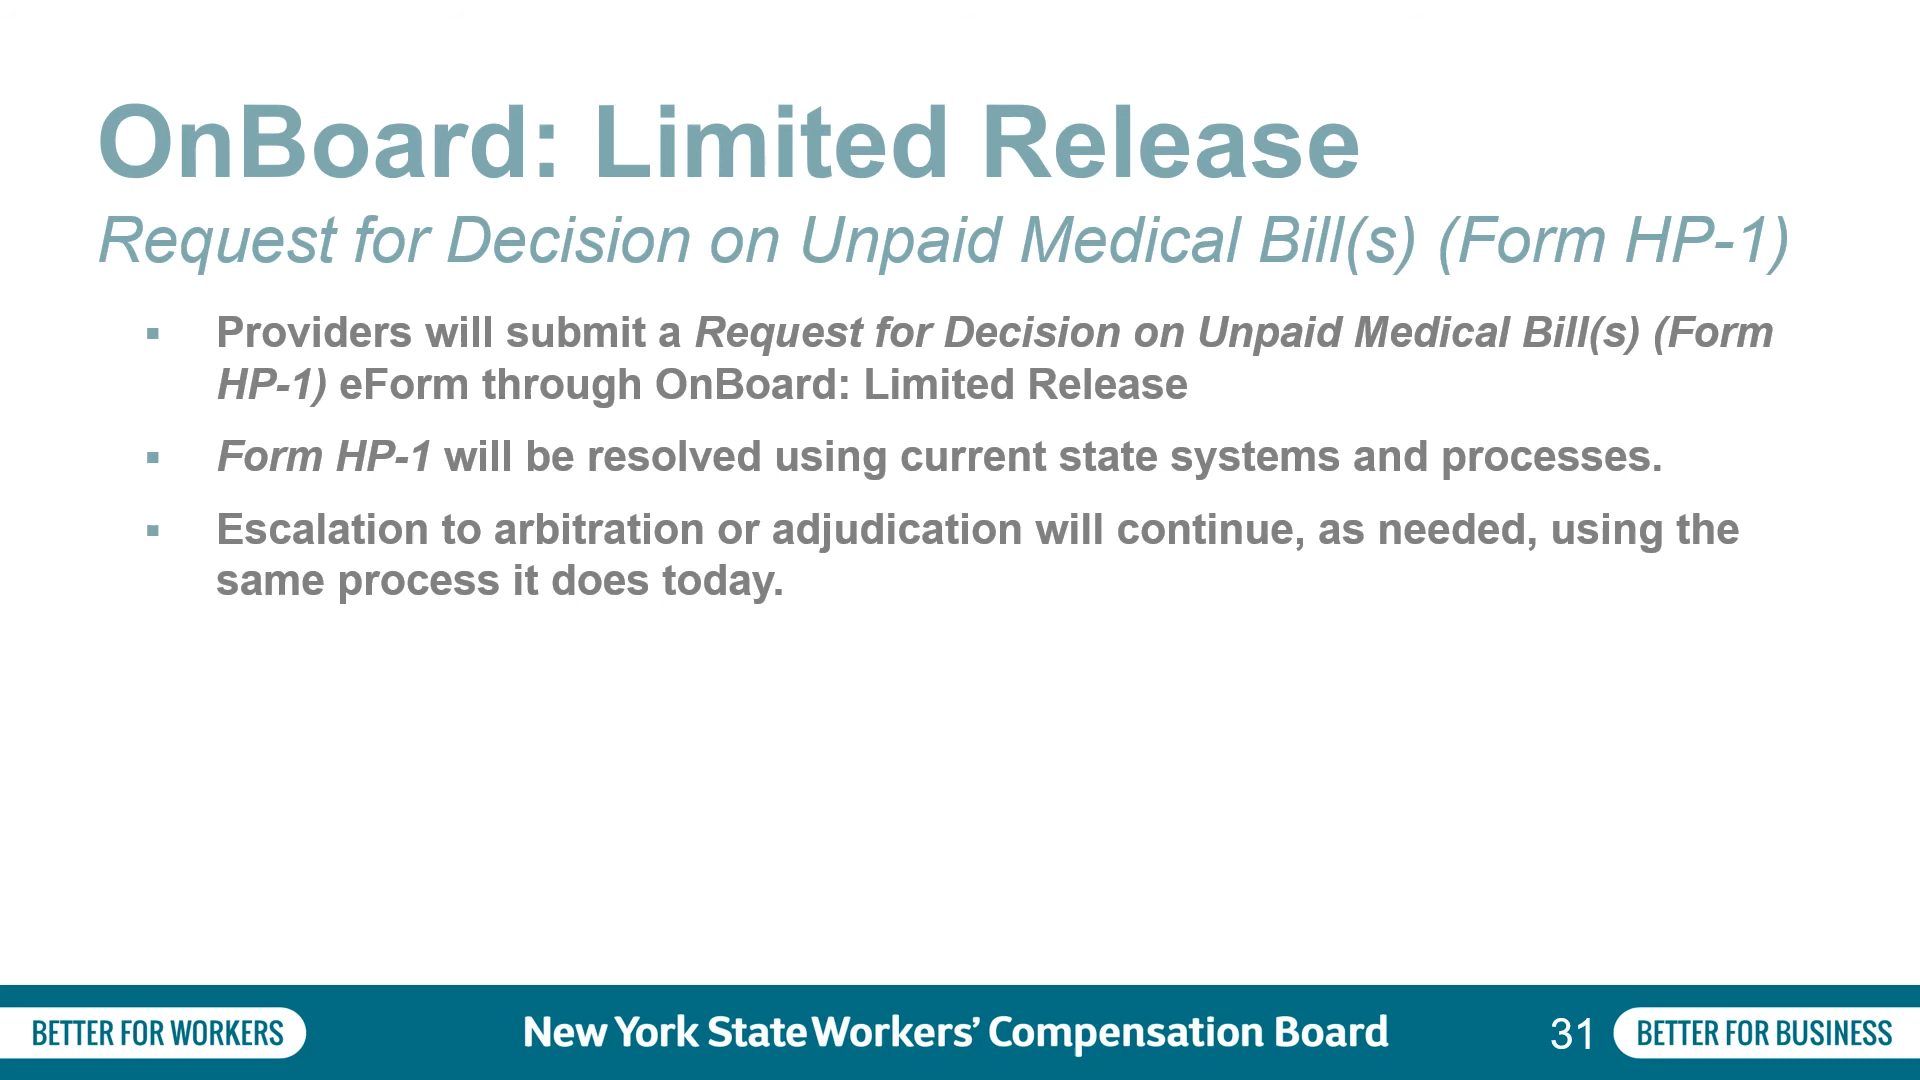 OnBoard: Limited Release
Request for Decision on Unpaid Medical Bill(s) (Form HP-1)
▪ Providers will submit a Request for Decision on Unpaid Medical Bill(s) (Form
HP-1) eForm through OnBoard: Limited Release
▪ Form HP-1 will be resolved using current state systems and processes.
▪ Escalation to arbitration or adjudication will continue, as needed, using the
same process it does today.
BETTER FOR WORKERS
New York State Workers’ Compensation Board
31
BETTER FOR BUSINESS